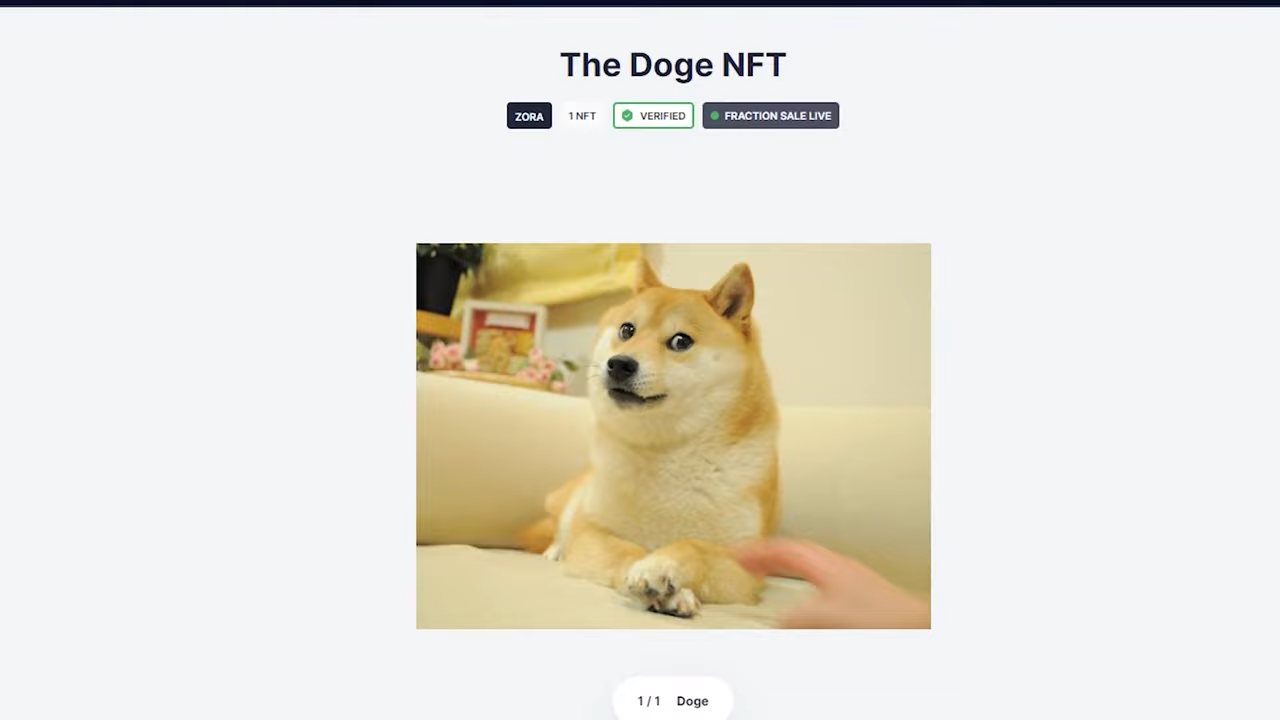 The Doge NFT
ZORA 1 NFT VERIFIED FRACTION SALE LIVE
1 / 1 Doge